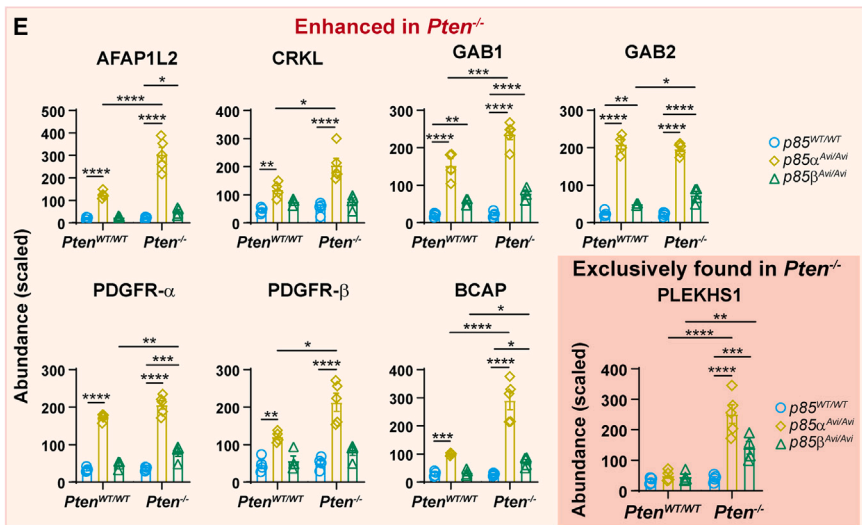 E
Enhanced in Pten-/-
AFAP1L2
CRKL
GAB1
GAB2
Abundance (scaled)
500
400
300
200
100
0
****
****
****
*
PtenWT/WT
Pten-/-
400
300
200
100
0
**
*
****
PtenWT/WT
Pten-/-
300
200
100
0
****
**
***
****
****
PtenWT/WT
Pten/-
300
200
100
0
****
**
*
****
****
PtenWT/WT
Pten-/-
p85WT/WT
p85αAvi/Avi
p85βAvi/Avi
PDGFR-α
PDGFR-β
BCAP
300
200
100
0
****
**
***
****
PtenWT/WT
Pten-/-
300
200
100
0
**
*
****
PtenWT/WT
Pten-/-
400
300
200
100
0
***
****
*
*
****
PtenWT/WT
Pten-/-
Exclusively found in Pten-/-
PLEKHS1
Abundance (scaled)
400
300
200
100
0
**
****
***
****
PtenWT/WT
Pten-/-
p85WT/WT
p85αAvi/Avi
p85βAvi/Avi